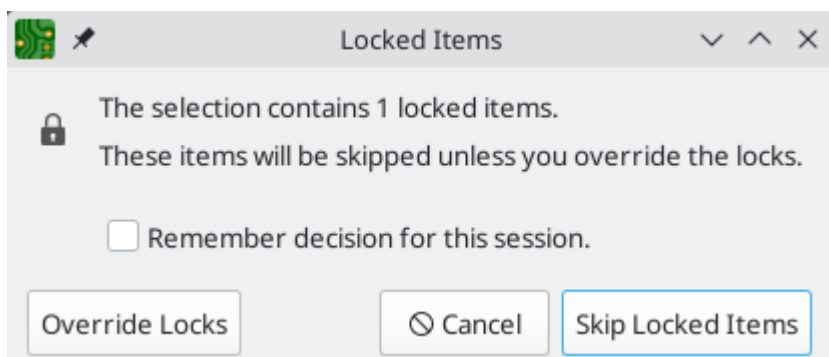 Locked Items
The selection contains 1 locked items.
These items will be skipped unless you override the locks.
Remember decision for this session.
Override Locks
Cancel
Skip Locked Items